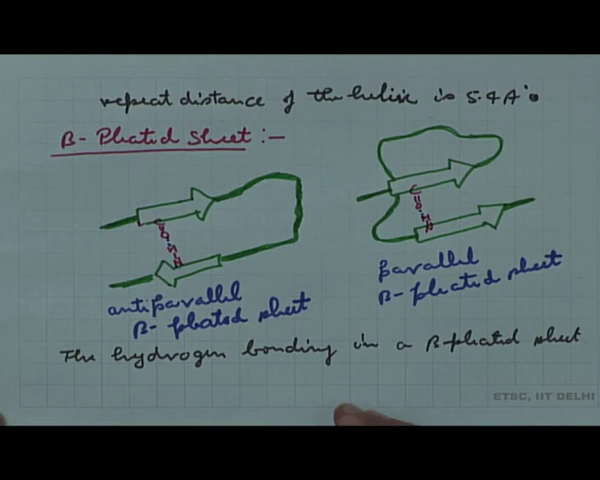 repeat distance of the helix is 5.4A°.
β- Pleated Sheet :-
C
O
H
N
antiparallel
β- pleated sheet
C
O
H
N
parallel
β- pleated sheet
The hydrogen bonding in a β-pleated sheet
ETSC, IIT DELHI